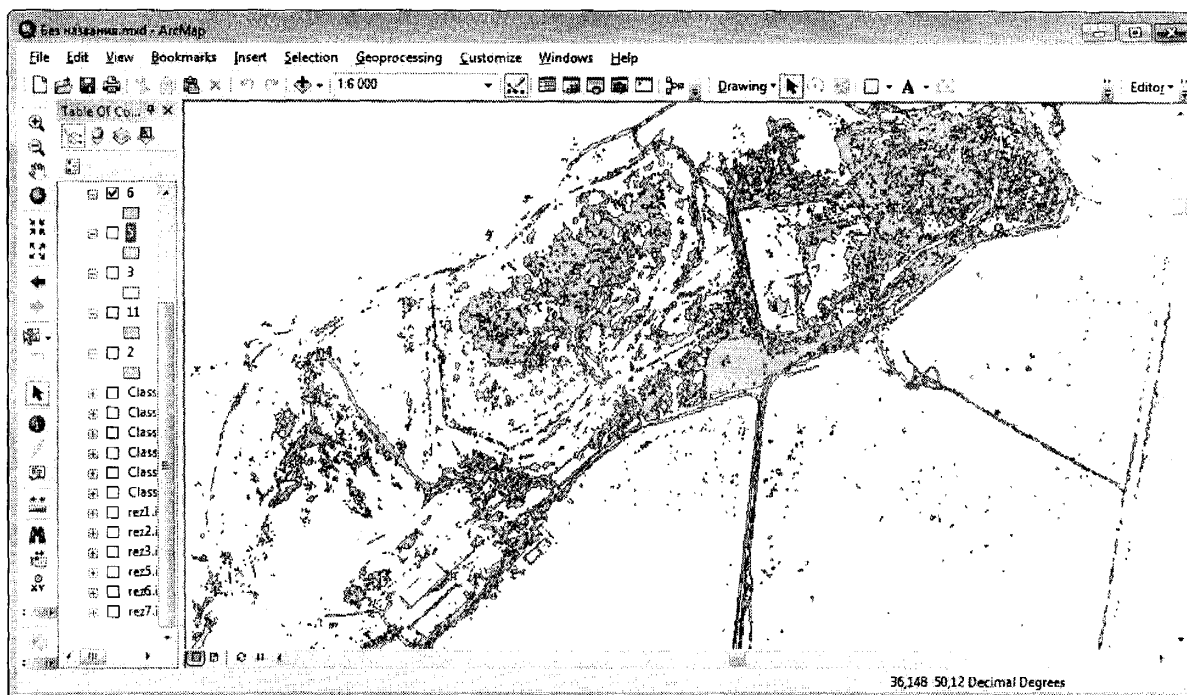 Без названия.mxd - ArcMap
File Edit View Bookmarks Insert Selection Geoprocessing Customize Windows Help
1:6 000 Drawing A Editor
Table Of Co...
6
5
3
11
2
Class
Class
Class
Class
Class
Class
rez1.i
rez2.i
rez3.i
rez5.i
rez6.i
rez7.i
XY
36,148 50,12 Decimal Degrees